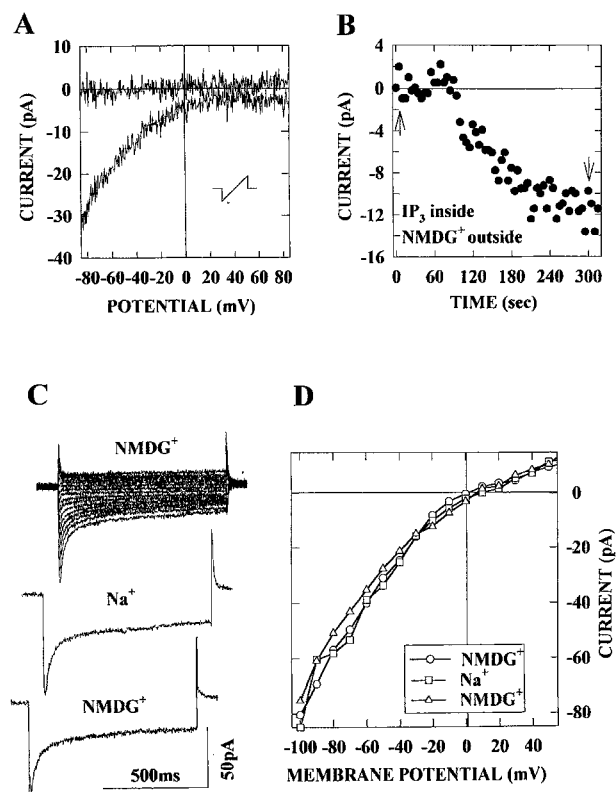 A
10
0
-10
-20
-30
-40
CURRENT (pA)
-80 -60 -40 -20 0 20 40 60 80
POTENTIAL (mV)
B
4
0
-4
-8
-12
-16
CURRENT (pA)
IP₃ inside
NMDG⁺ outside
0 60 120 180 240 300
TIME (sec)
C
NMDG⁺
Na⁺
NMDG⁺
500ms
50pA
D
0
-20
-40
-60
-80
CURRENT (pA)
NMDG⁺
Na⁺
NMDG⁺
-100 -80 -60 -40 -20 0 20 40
MEMBRANE POTENTIAL (mV)